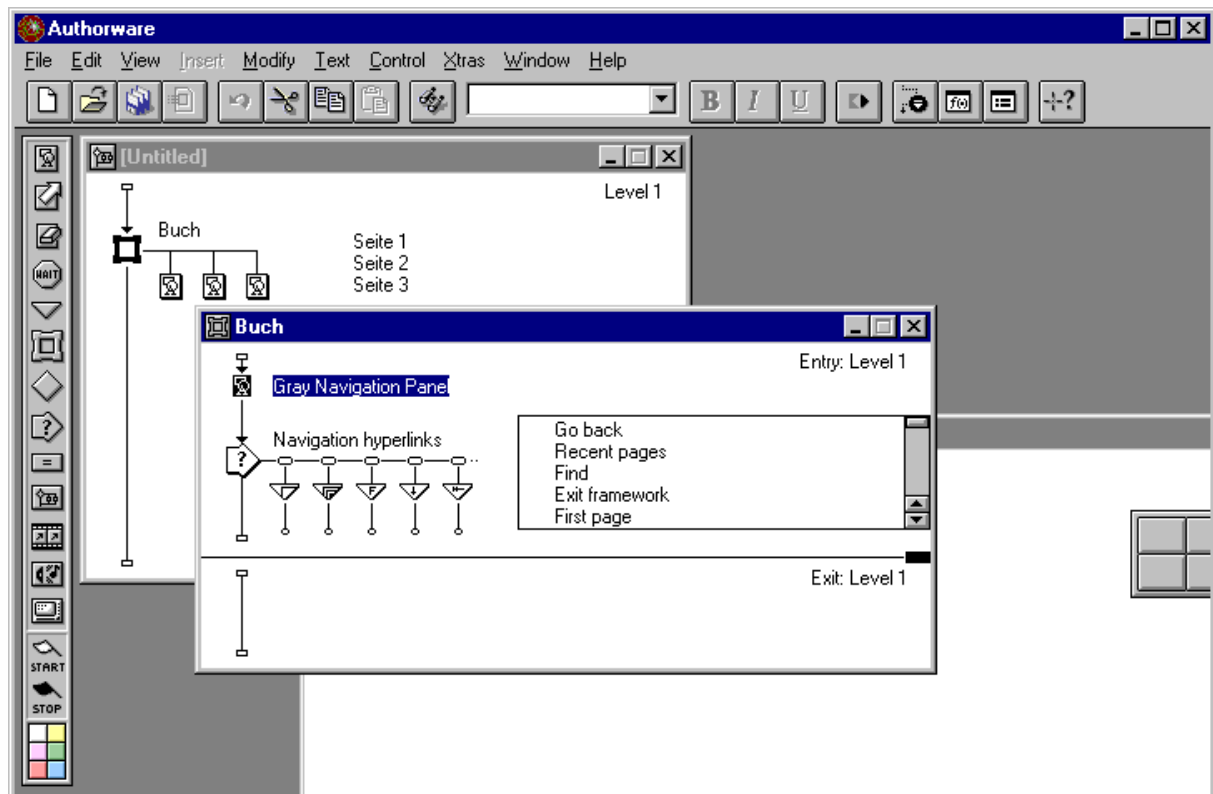 Authorware
File Edit View Insert Modify Text Control Xtras Window Help
B I U f() ?
[Untitled]
Level 1
Buch
Seite 1
Seite 2
Seite 3
WAIT
?
=
START
STOP
Buch
Entry: Level 1
Gray Navigation Panel
Navigation hyperlinks
?
F
Go back
Recent pages
Find
Exit framework
First page
Exit: Level 1